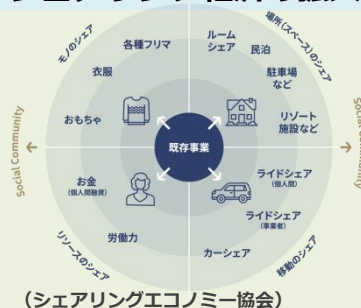 モノのシェア
場所(スペース)のシェア
各種フリマ
ルーム
シェア
民泊
衣服
駐車場
など
おもちゃ
リゾート
施設など
Social Community
既存事業
お金
(個人間融資)
ライドシェア
(個人間)
ライドシェア
(事業者)
労働力
カーシェア
リソースのシェア
移動のシェア
(シェアリングエコノミー協会)